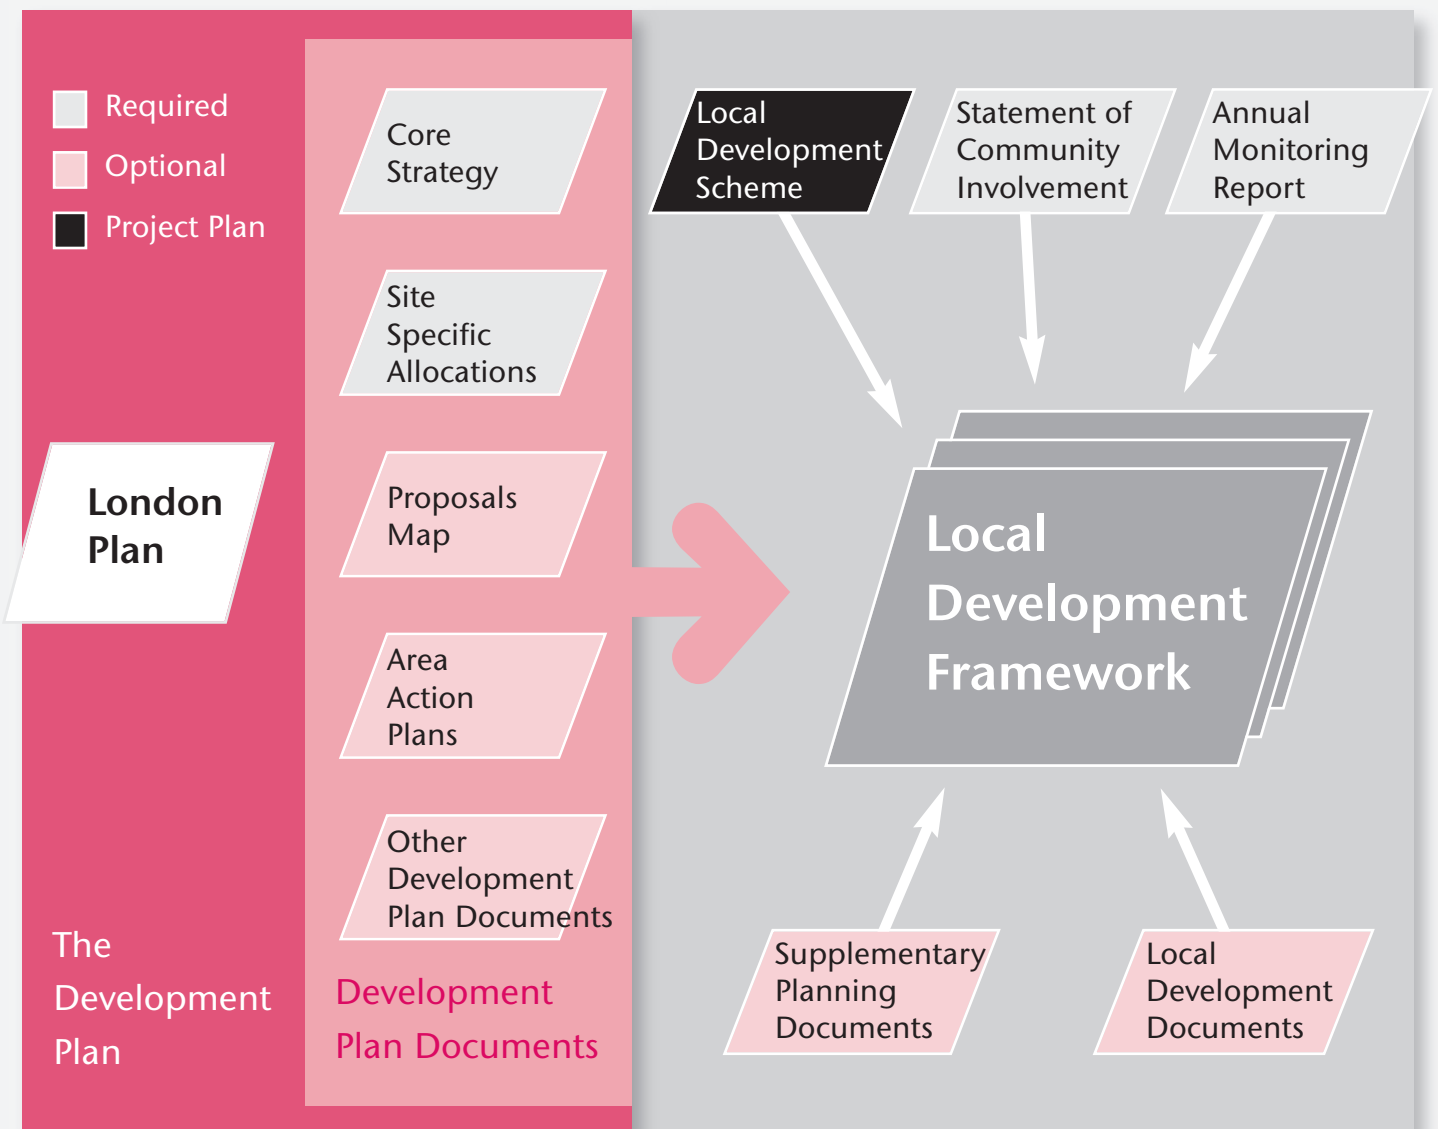 Required
Optional
Project Plan
London
Plan
The
Development
Plan
Core
Strategy
Site
Specific
Allocations
Proposals
Map
Area
Action
Plans
Other
Development
Plan Documents
Development
Plan Documents
Local
Development
Scheme
Statement of
Community
Involvement
Annual
Monitoring
Report
Local
Development
Framework
Supplementary
Planning
Documents
Local
Development
Documents